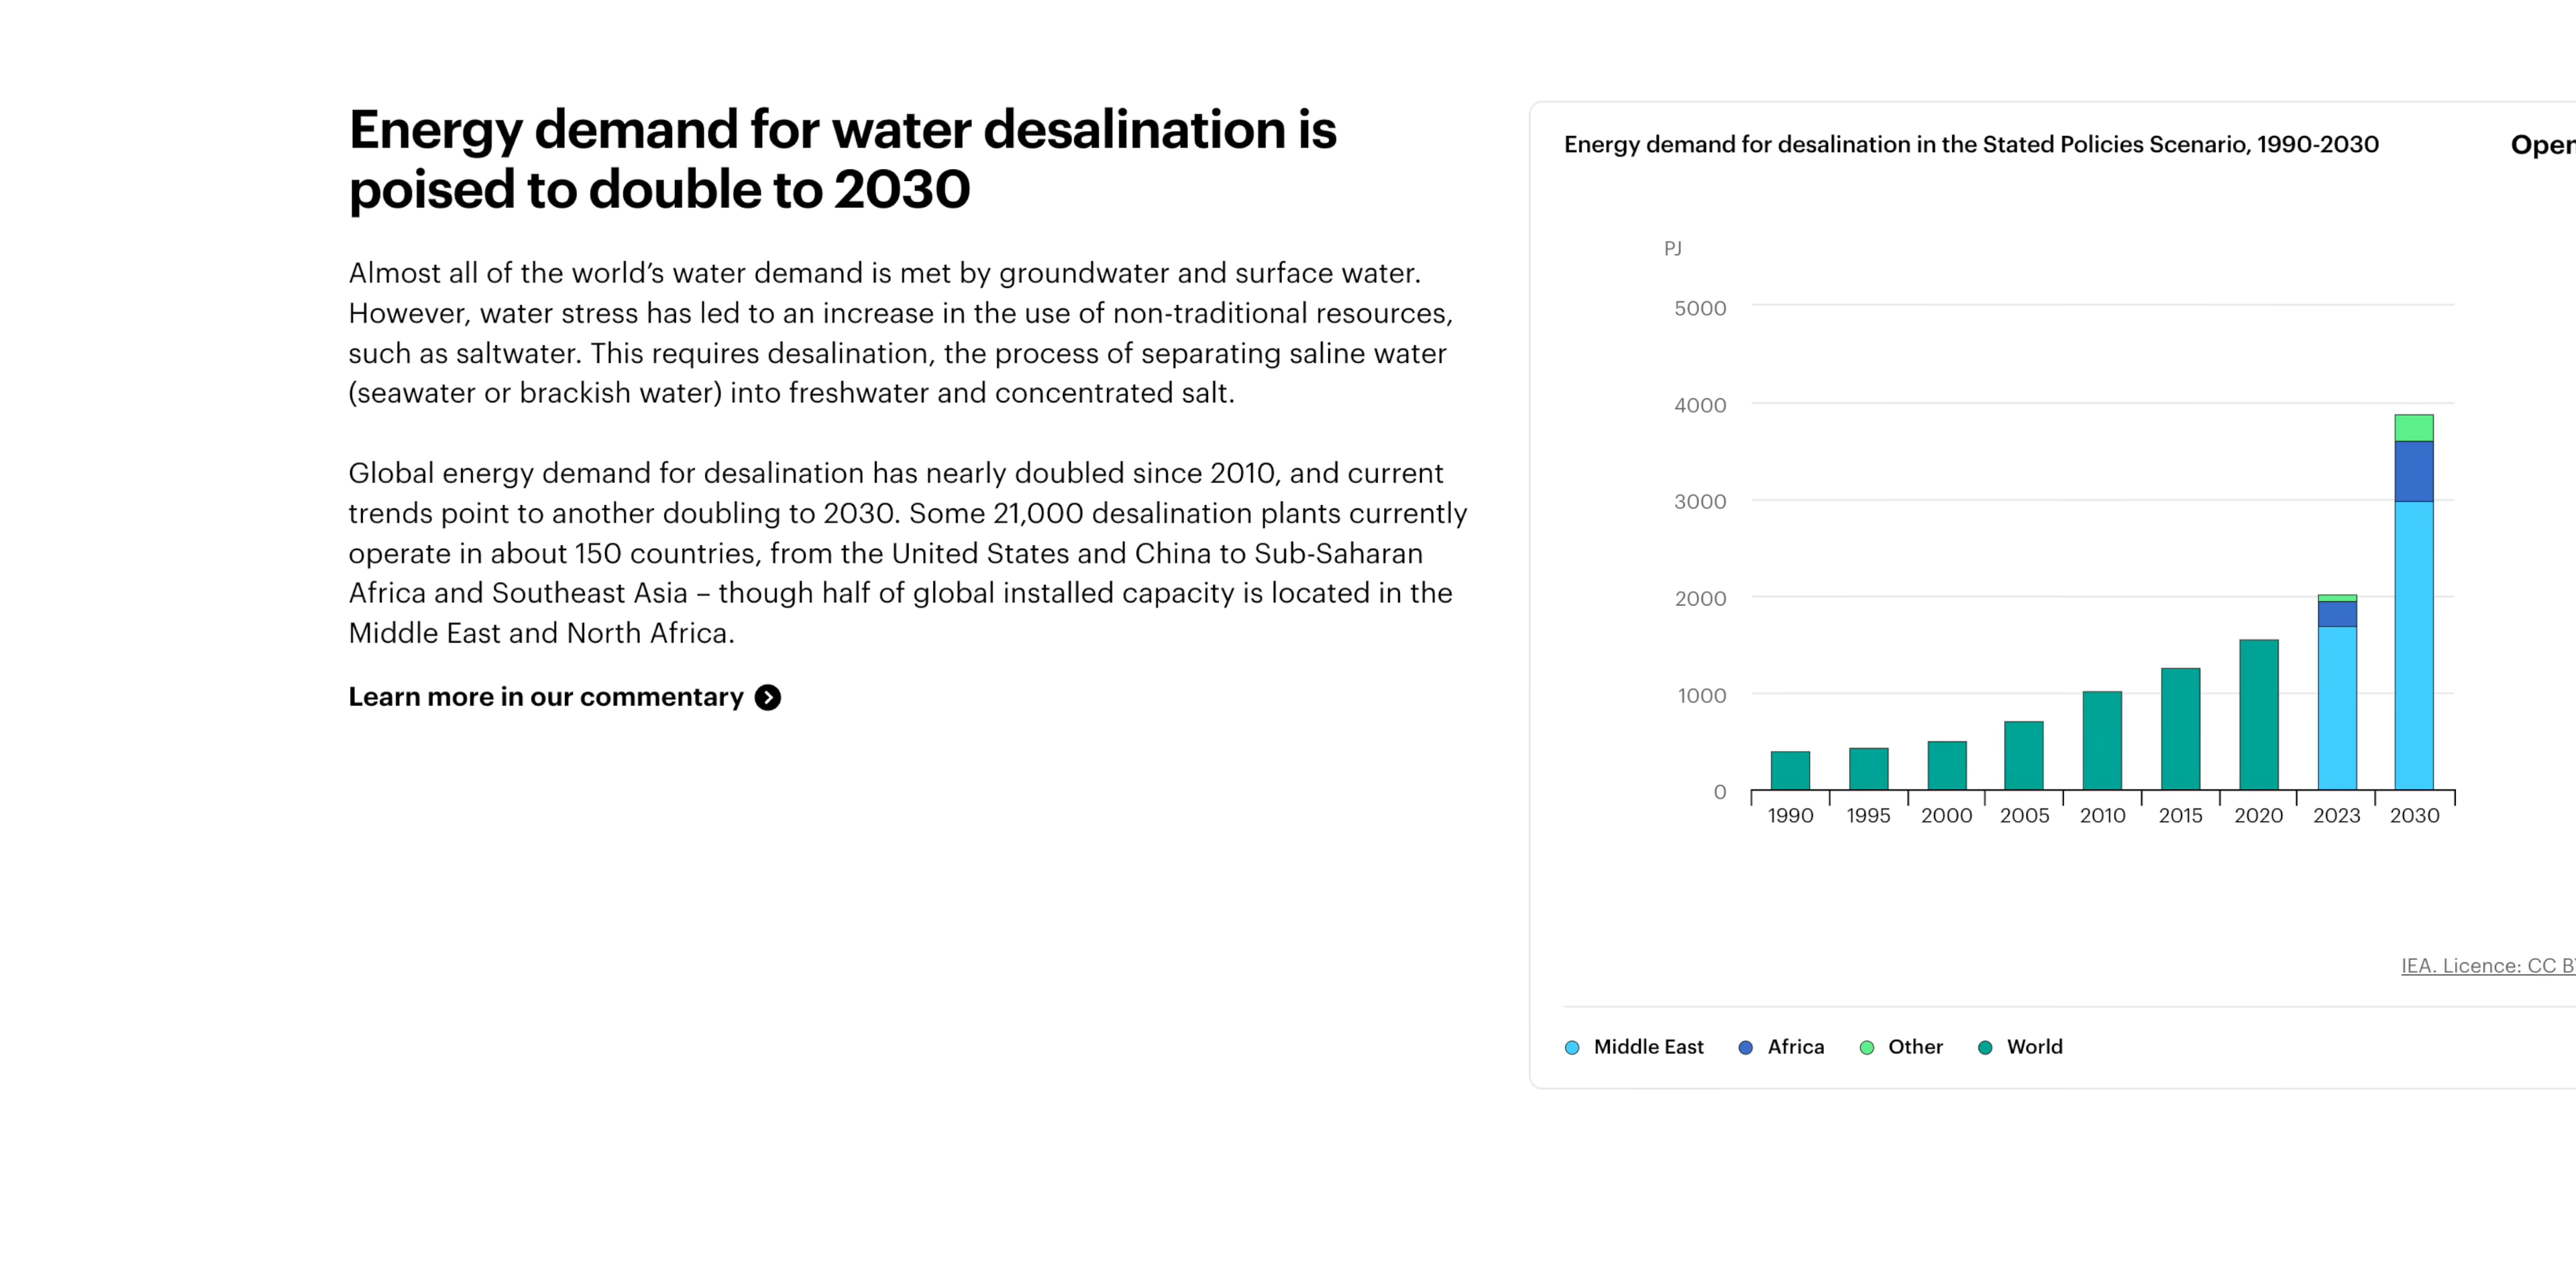 Energy demand for water desalination is
poised to double to 2030
Almost all of the world’s water demand is met by groundwater and surface water.
However, water stress has led to an increase in the use of non-traditional resources,
such as saltwater. This requires desalination, the process of separating saline water
(seawater or brackish water) into freshwater and concentrated salt.
Global energy demand for desalination has nearly doubled since 2010, and current
trends point to another doubling to 2030. Some 21,000 desalination plants currently
operate in about 150 countries, from the United States and China to Sub-Saharan
Africa and Southeast Asia – though half of global installed capacity is located in the
Middle East and North Africa.
Learn more in our commentary
Energy demand for desalination in the Stated Policies Scenario, 1990-2030
Open
PJ
5000
4000
3000
2000
1000
0
1990 1995 2000 2005 2010 2015 2020 2023 2030
IEA. Licence: CC
Middle East Africa Other World